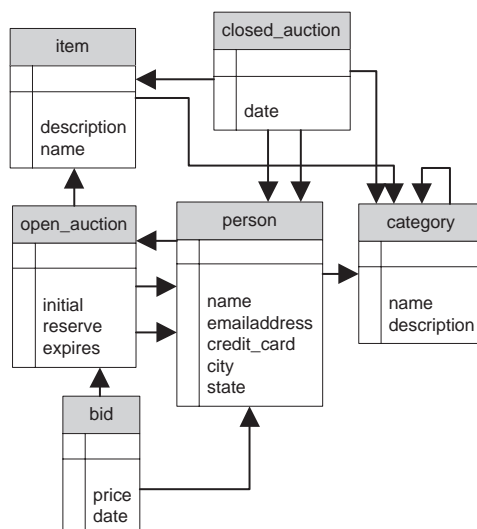 item
description
name
closed_auction
date
open_auction
initial
reserve
expires
person
name
emailaddress
credit_card
city
state
category
name
description
bid
price
date